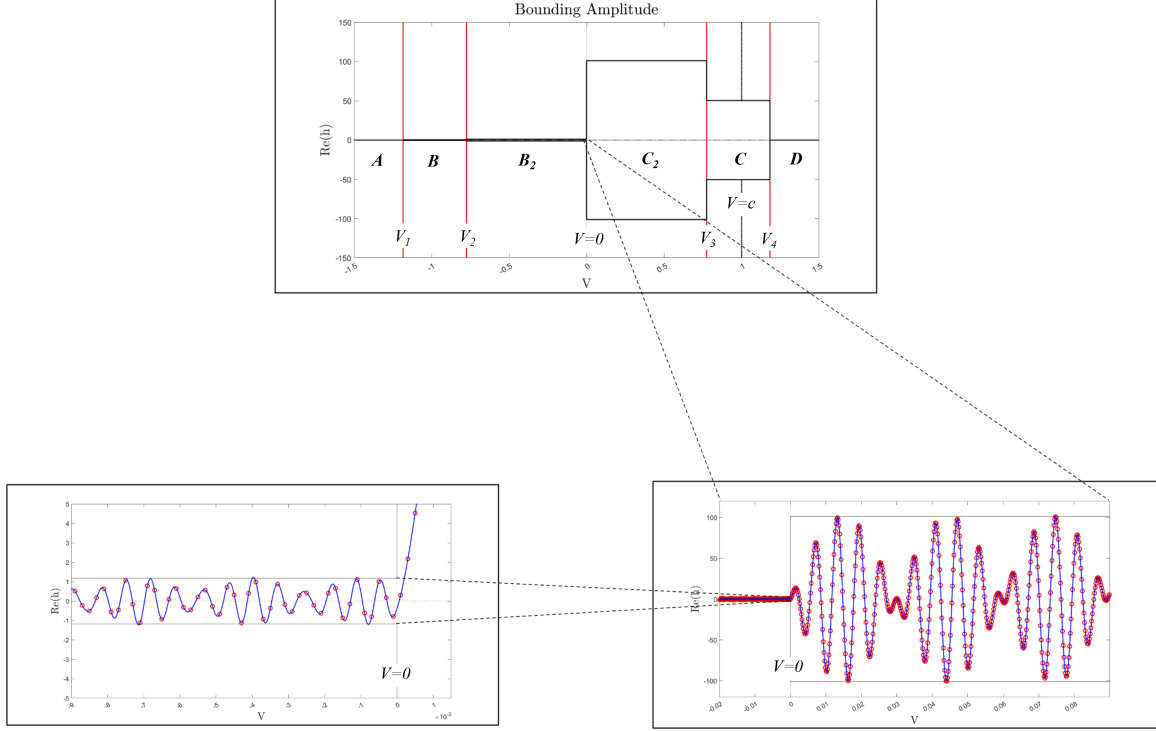 Bounding Amplitude
150
100
50
0
-50
-100
-150
Re(h)
A B B2 C2 C D
V=c
V1 V2 V=0 V3 V4
-1.5 -1 -0.5 0 0.5 1 1.5
V
5
4
3
2
1
0
-1
-2
-3
-4
-5
Re(h)
V=0
-9 -8 -7 -6 -5 -4 -3 -2 -1 0 1
V
×10-3
100
50
0
-50
-100
Re(h)
V=0
-0.02 -0.01 0 0.01 0.02 0.03 0.04 0.05 0.06 0.07 0.08
V